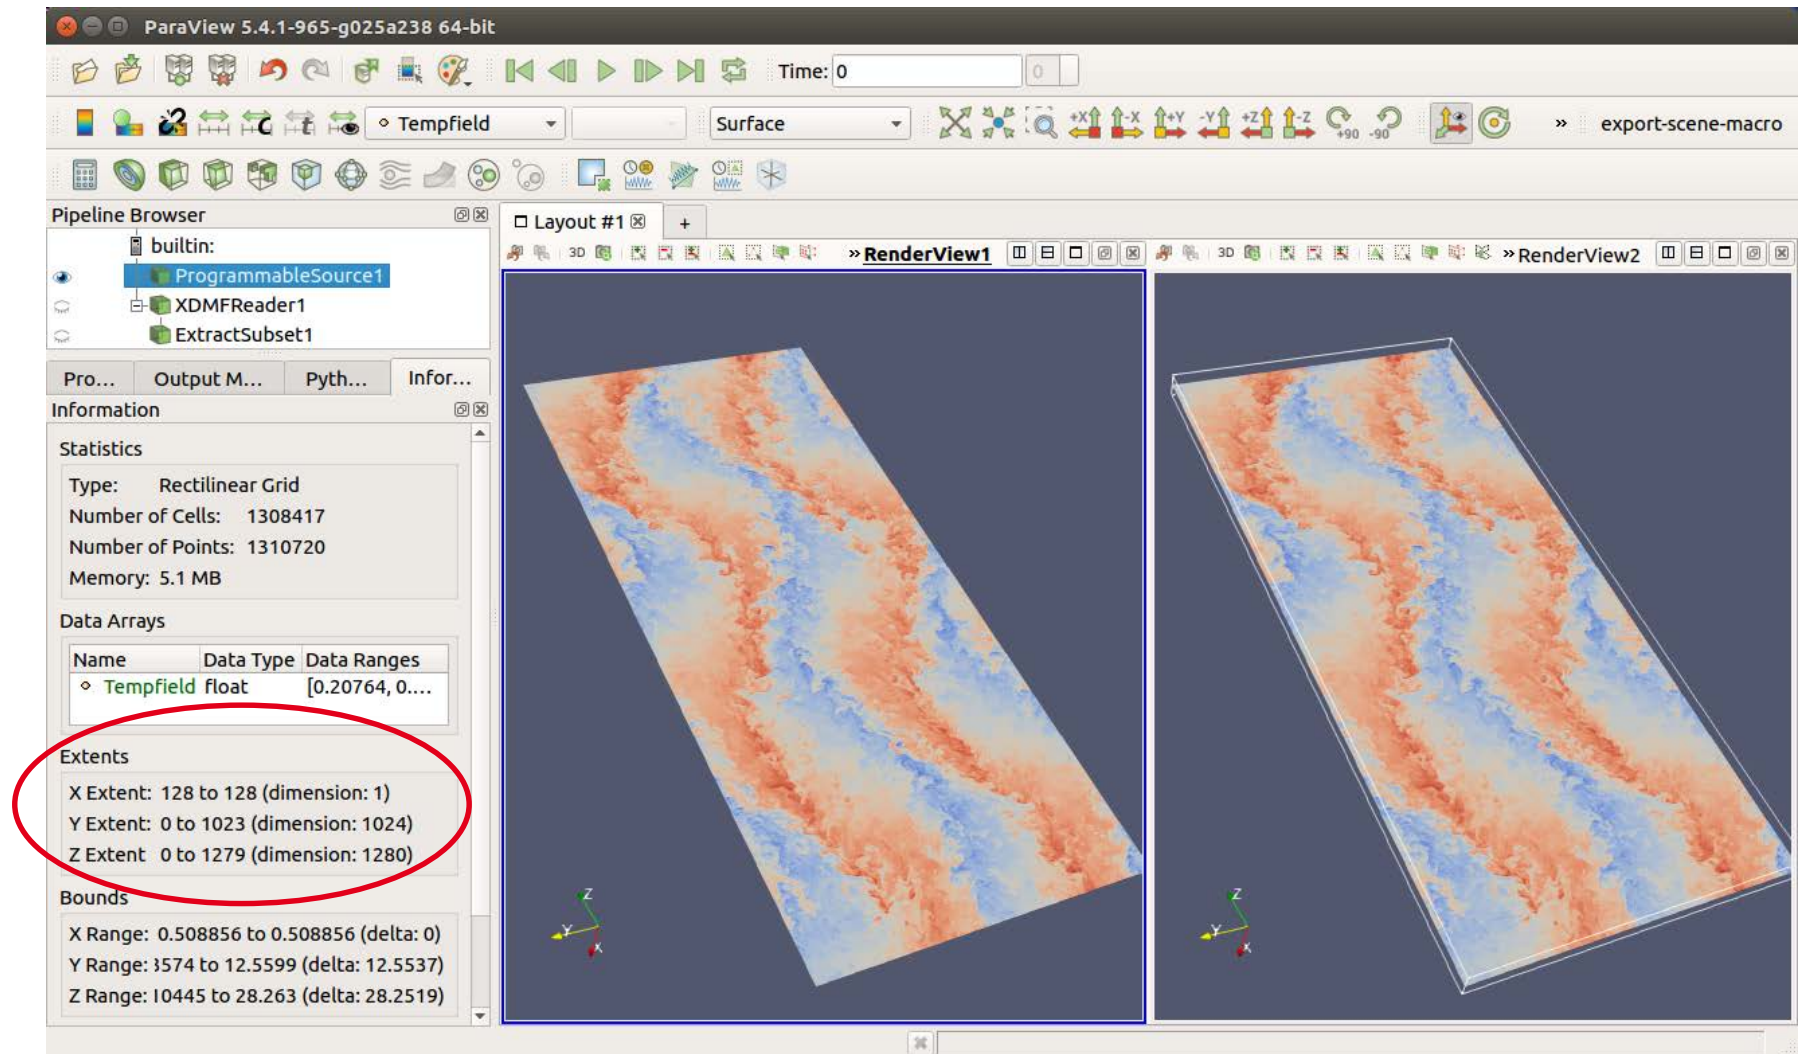 ParaView 5.4.1-965-g025a238 64-bit
Time: 0 0
Tempfield Surface +X -X +Y -Y +Z -Z +90 -90 » export-scene-macro
Pipeline Browser
Layout #1 +
builtin:
3D » RenderView1 3D » RenderView2
ProgrammableSource1
XDMFReader1
ExtractSubset1
Pro... Output M... Pyth... Infor...
Information
Statistics
Type: Rectilinear Grid
Number of Cells: 1308417
Number of Points: 1310720
Memory: 5.1 MB
Data Arrays
Name Data Type Data Ranges
Tempfield float [0.20764, 0....
Extents
X Extent: 128 to 128 (dimension: 1)
Y Extent: 0 to 1023 (dimension: 1024)
Z Extent 0 to 1279 (dimension: 1280)
Bounds
X Range: 0.508856 to 0.508856 (delta: 0)
Y Range: 3574 to 12.5599 (delta: 12.5537)
Z Range: 10445 to 28.263 (delta: 28.2519)
Z Y X
Z Y X